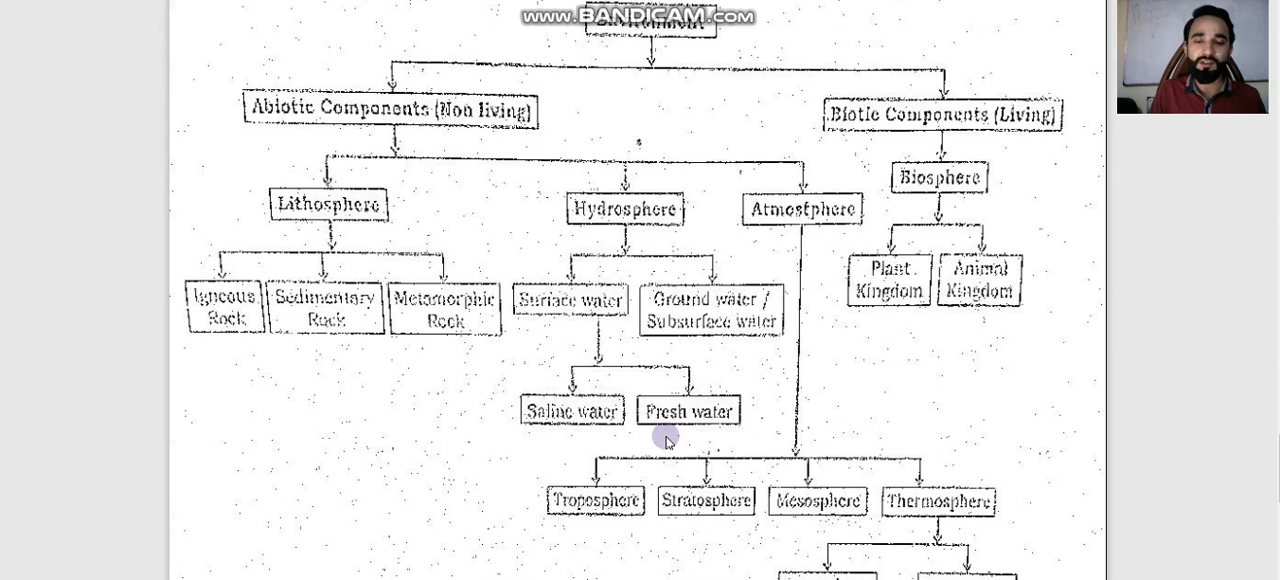 www.BANDICAM.com
Environment
Abiotic Components (Non living)
Biotic Components (Living)
Biosphere
Lithosphere
Hydrosphere
Atmostphere
Plant
Kingdom
Animal
Kingdom
Igneous
Rock
Sedimentary
Rock
Metamorphic
Rock
Surface water
Ground water /
Subsurface water
Saline water
Fresh water
Troposphere
Stratosphere
Mesosphere
Thermosphere